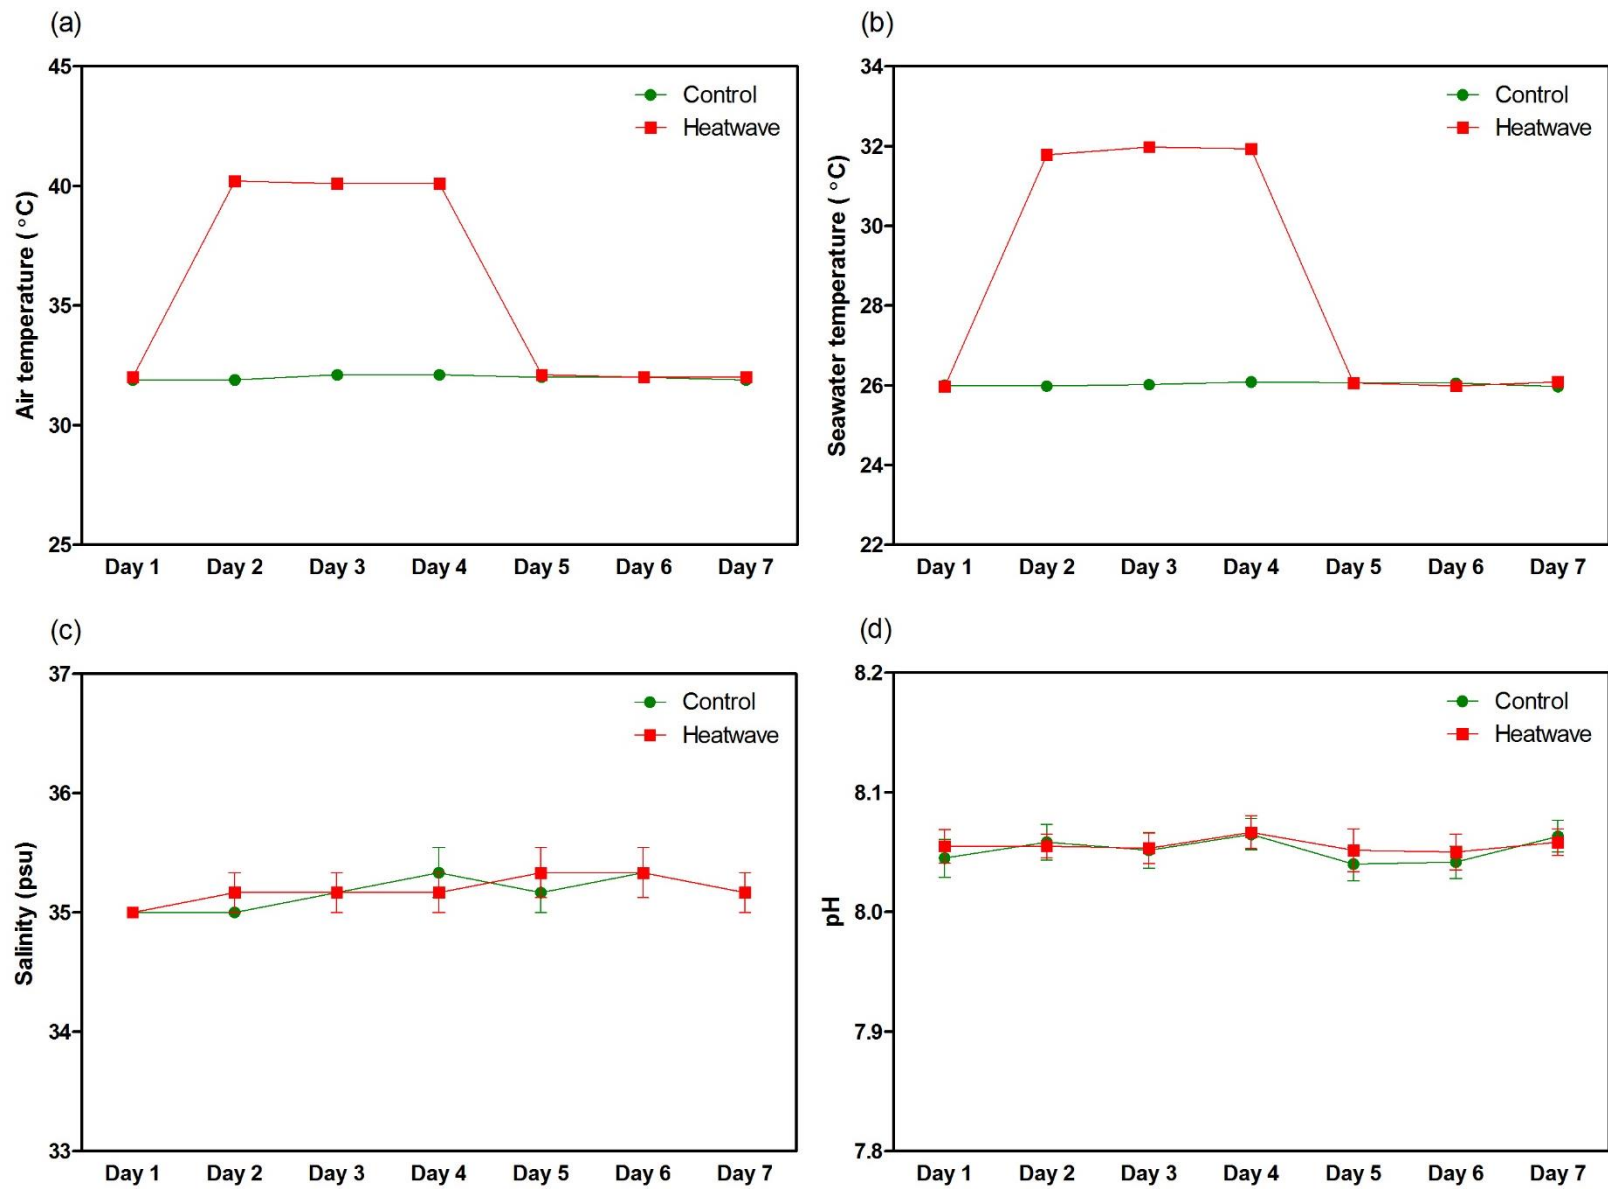 (a)
45
40
35
30
25
Air temperature ( °C)
Control
Heatwave
Day 1 Day 2 Day 3 Day 4 Day 5 Day 6 Day 7
(b)
34
32
30
28
26
24
22
Seawater temperature ( °C)
Control
Heatwave
Day 1 Day 2 Day 3 Day 4 Day 5 Day 6 Day 7
(c)
37
36
35
34
33
Salinity (psu)
Control
Heatwave
Day 1 Day 2 Day 3 Day 4 Day 5 Day 6 Day 7
(d)
8.2
8.1
8.0
7.9
7.8
pH
Control
Heatwave
Day 1 Day 2 Day 3 Day 4 Day 5 Day 6 Day 7